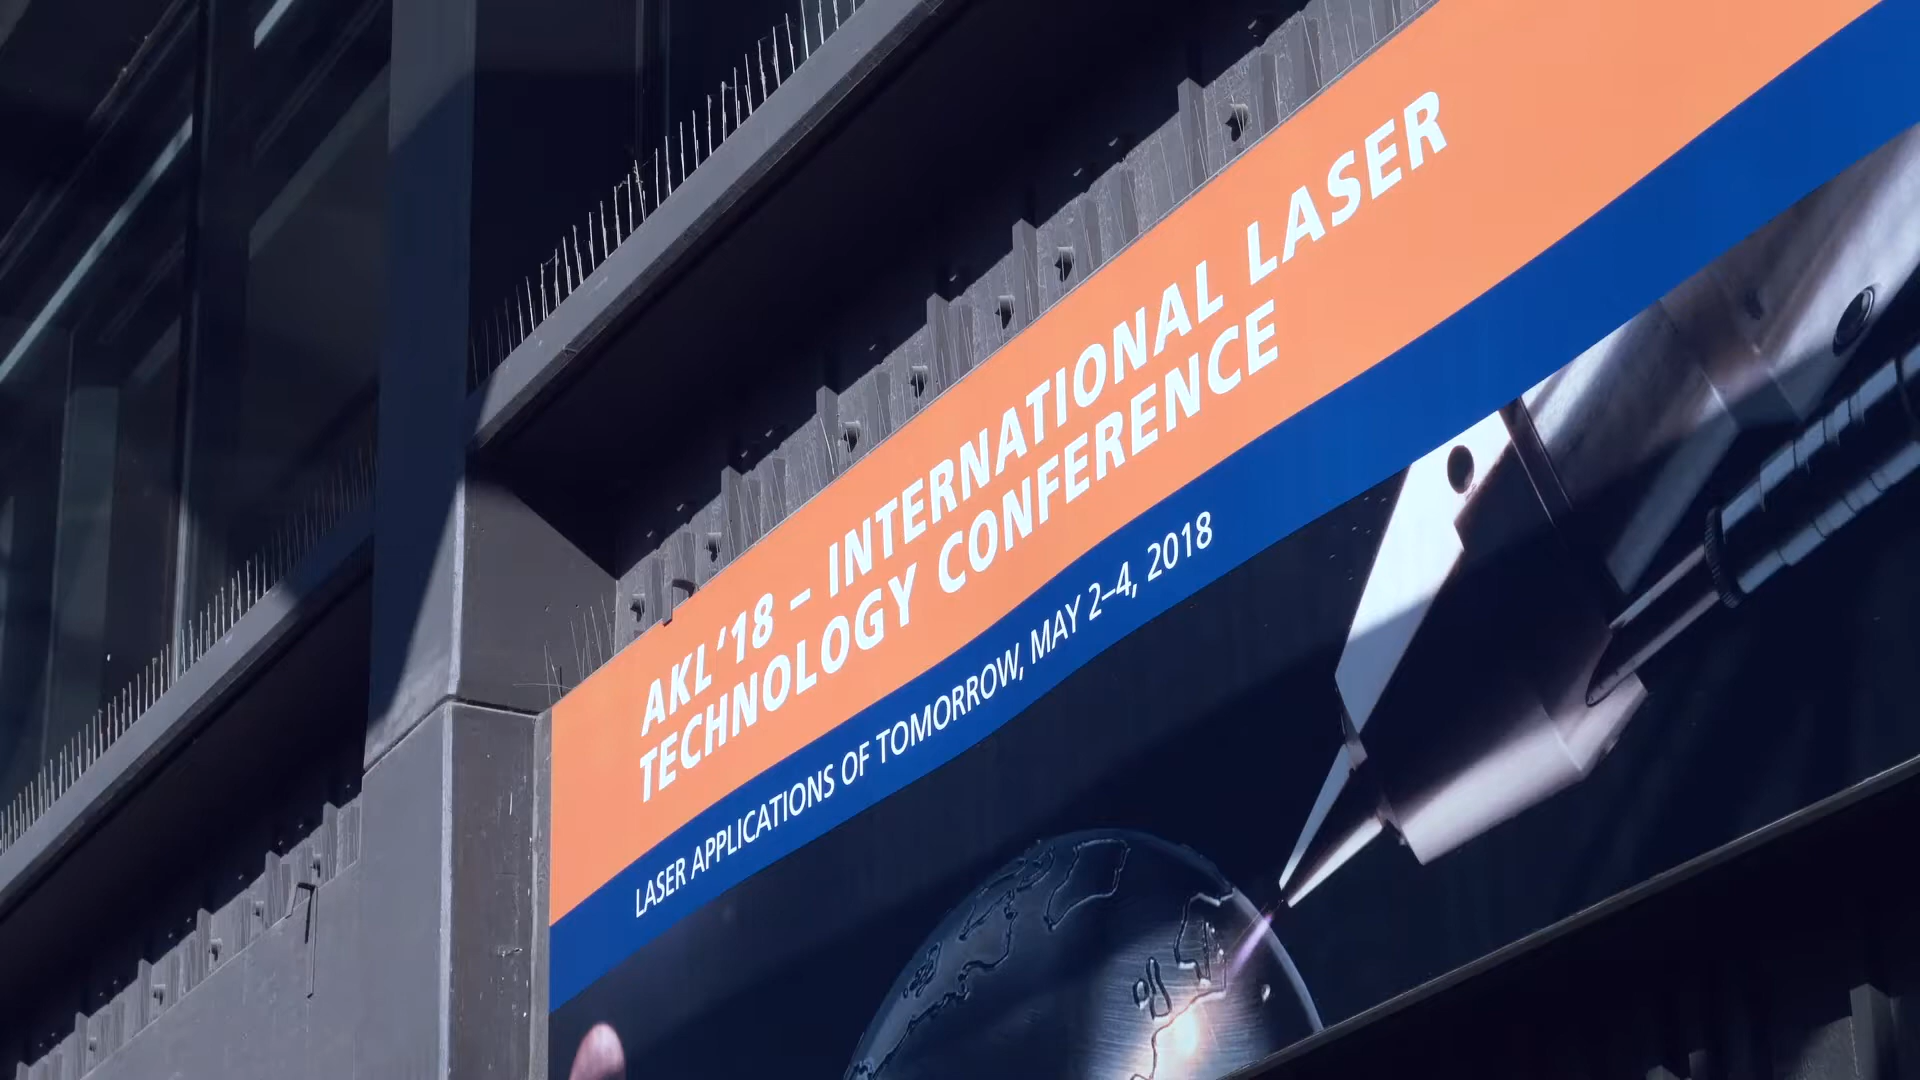 AKL ‘18 – INTERNATIONAL LASER
TECHNOLOGY CONFERENCE
LASER APPLICATIONS OF TOMORROW, MAY 2–4, 2018